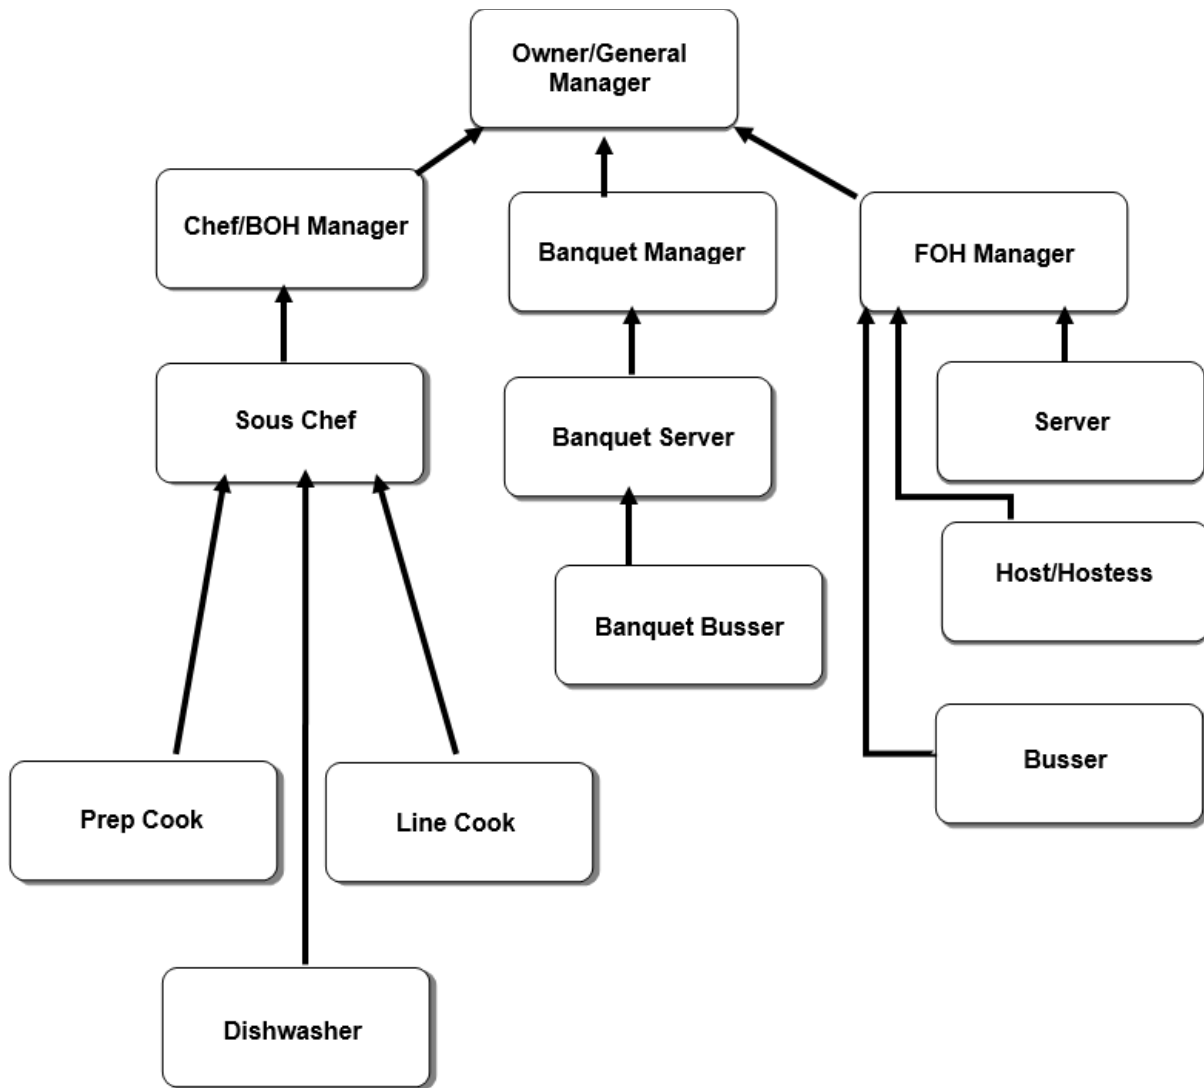 Owner/General
Manager
Chef/BOH Manager
Banquet Manager
FOH Manager
Sous Chef
Banquet Server
Server
Host/Hostess
Banquet Busser
Busser
Prep Cook
Line Cook
Dishwasher